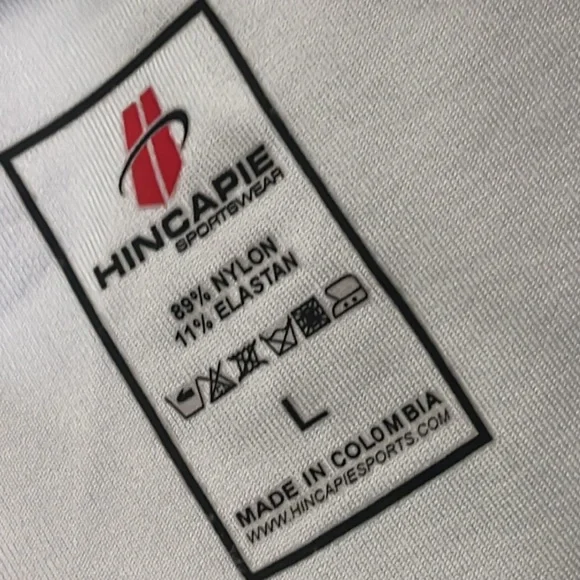 HINCAPIE
SPORTSWEAR
89% NYLON
11% ELASTAN
L
MADE IN COLOMBIA
WWW.HINCAPIESPORTS.COM